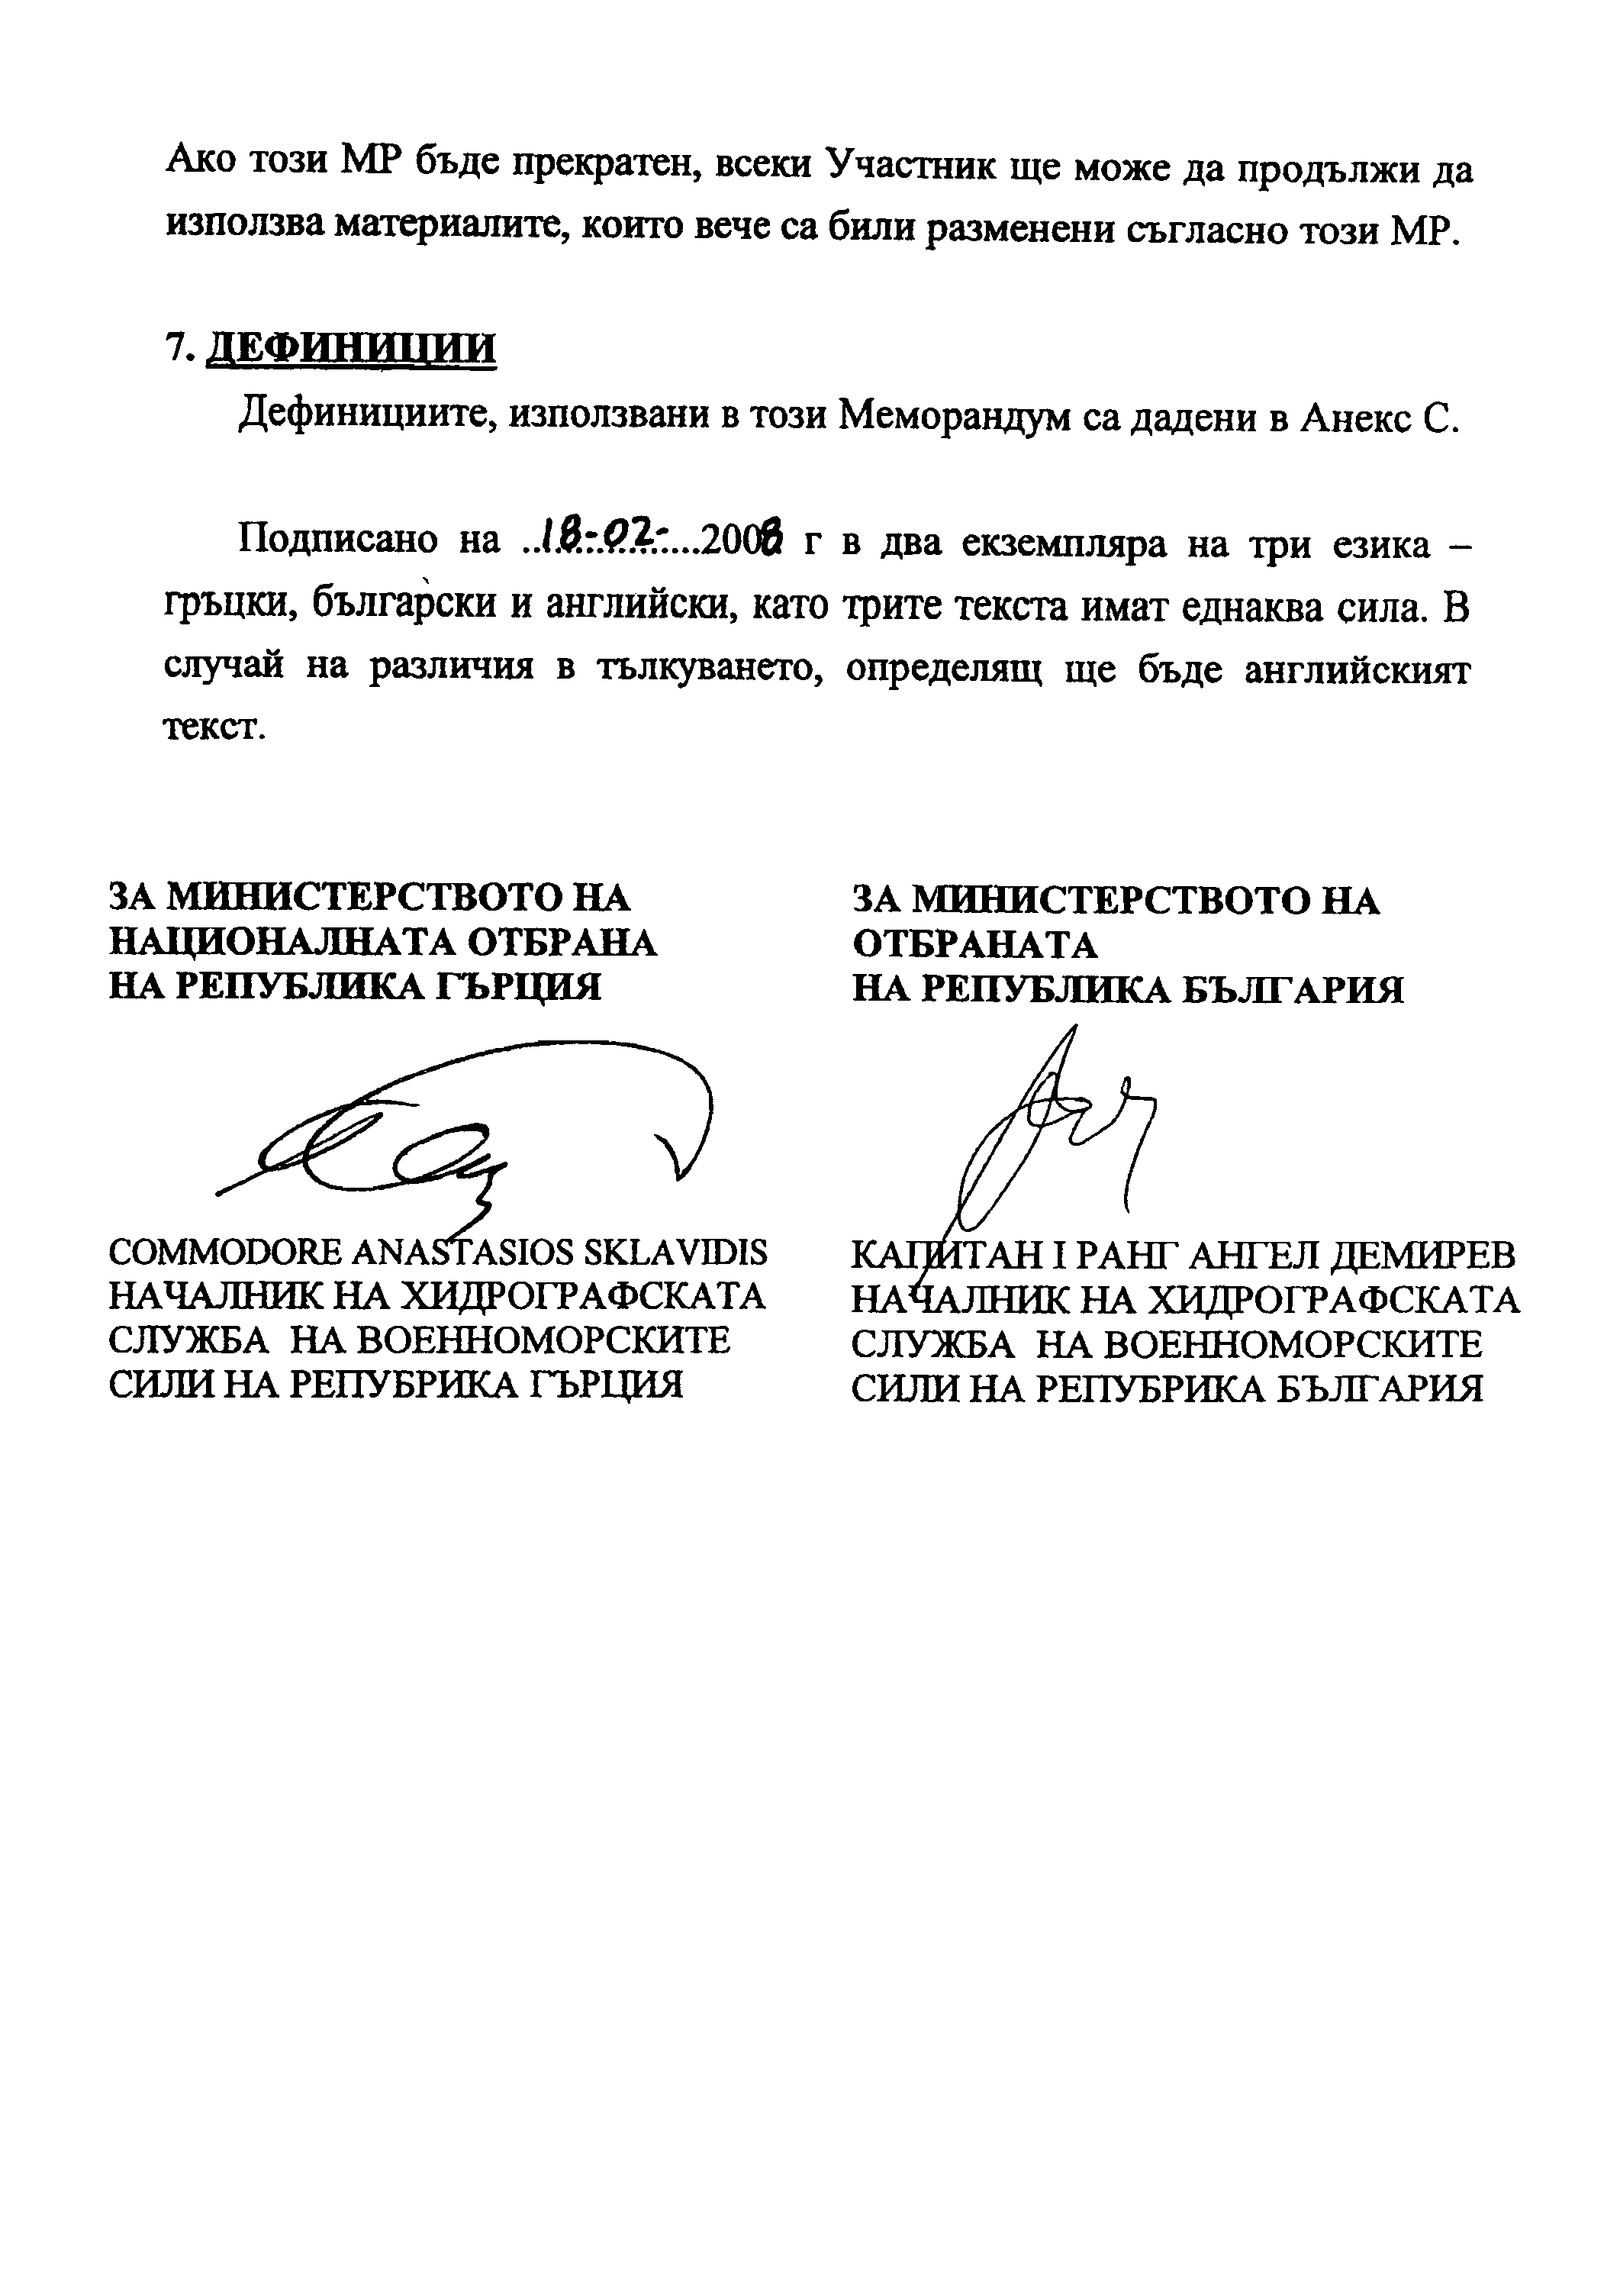 Ако този МР бъде прекратен, всеки Участник ще може да продължи да
използва материалите, които вече са били разменени съгласно този МР.
7. ДЕФИНИЦИИ
Дефинициите, използвани в този Меморандум са дадени в Анекс С.
Подписано на ..18-02-...2008 г в два екземпляра на три езика –
гръцки, български и английски, като трите текста имат еднаква сила. В
случай на различия в тълкуването, определящ ще бъде английският
текст.
ЗА МИНИСТЕРСТВОТО НА
НАЦИОНАЛНАТА ОТБРАНА
НА РЕПУБЛИКА ГЪРЦИЯ
COMMODORE ANASTASIOS SKLAVIDIS
НАЧАЛНИК НА ХИДРОГРАФСКАТА
СЛУЖБА НА ВОЕННОМОРСКИТЕ
СИЛИ НА РЕПУБРИКА ГЪРЦИЯ
ЗА МИНИСТЕРСТВОТО НА
ОТБРАНАТА
НА РЕПУБЛИКА БЪЛГАРИЯ
КАПИТАН I РАНГ АНГЕЛ ДЕМИРЕВ
НАЧАЛНИК НА ХИДРОГРАФСКАТА
СЛУЖБА НА ВОЕННОМОРСКИТЕ
СИЛИ НА РЕПУБРИКА БЪЛГАРИЯ